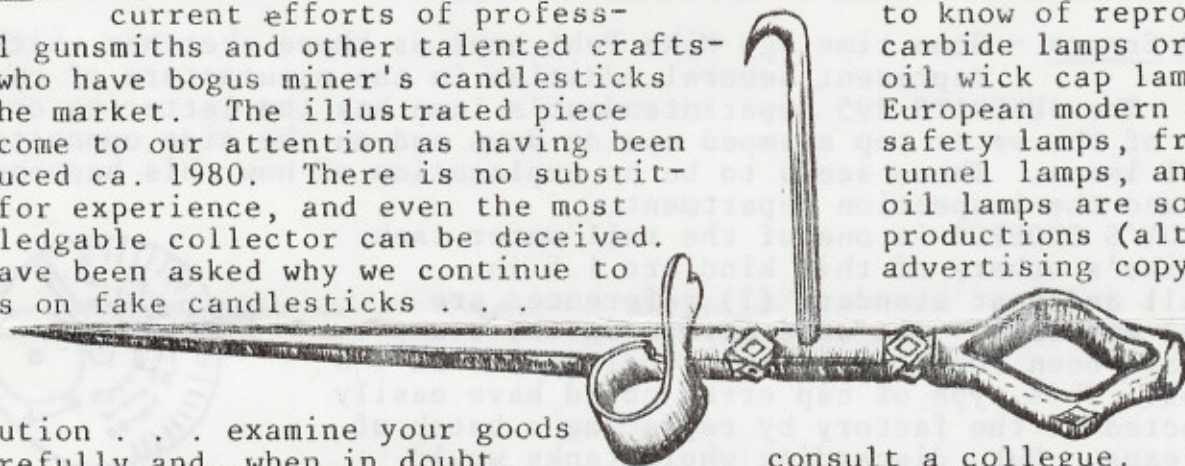 current efforts of profess-
l gunsmiths and other talented crafts-
who have bogus miner's candlesticks
he market. The illustrated piece
come to our attention as having been
uced ca. 1980. There is no substit-
for experience, and even the most
ledgable collector can be deceived.
ave been asked why we continue to
s on fake candlesticks . . .
to know of repro
carbide lamps or
oil wick cap lam
European modern
safety lamps, fr
tunnel lamps, an
oil lamps are so
productions (alt
advertising copy
ution . . . examine your goods
refully and, when in doubt consult a collegue